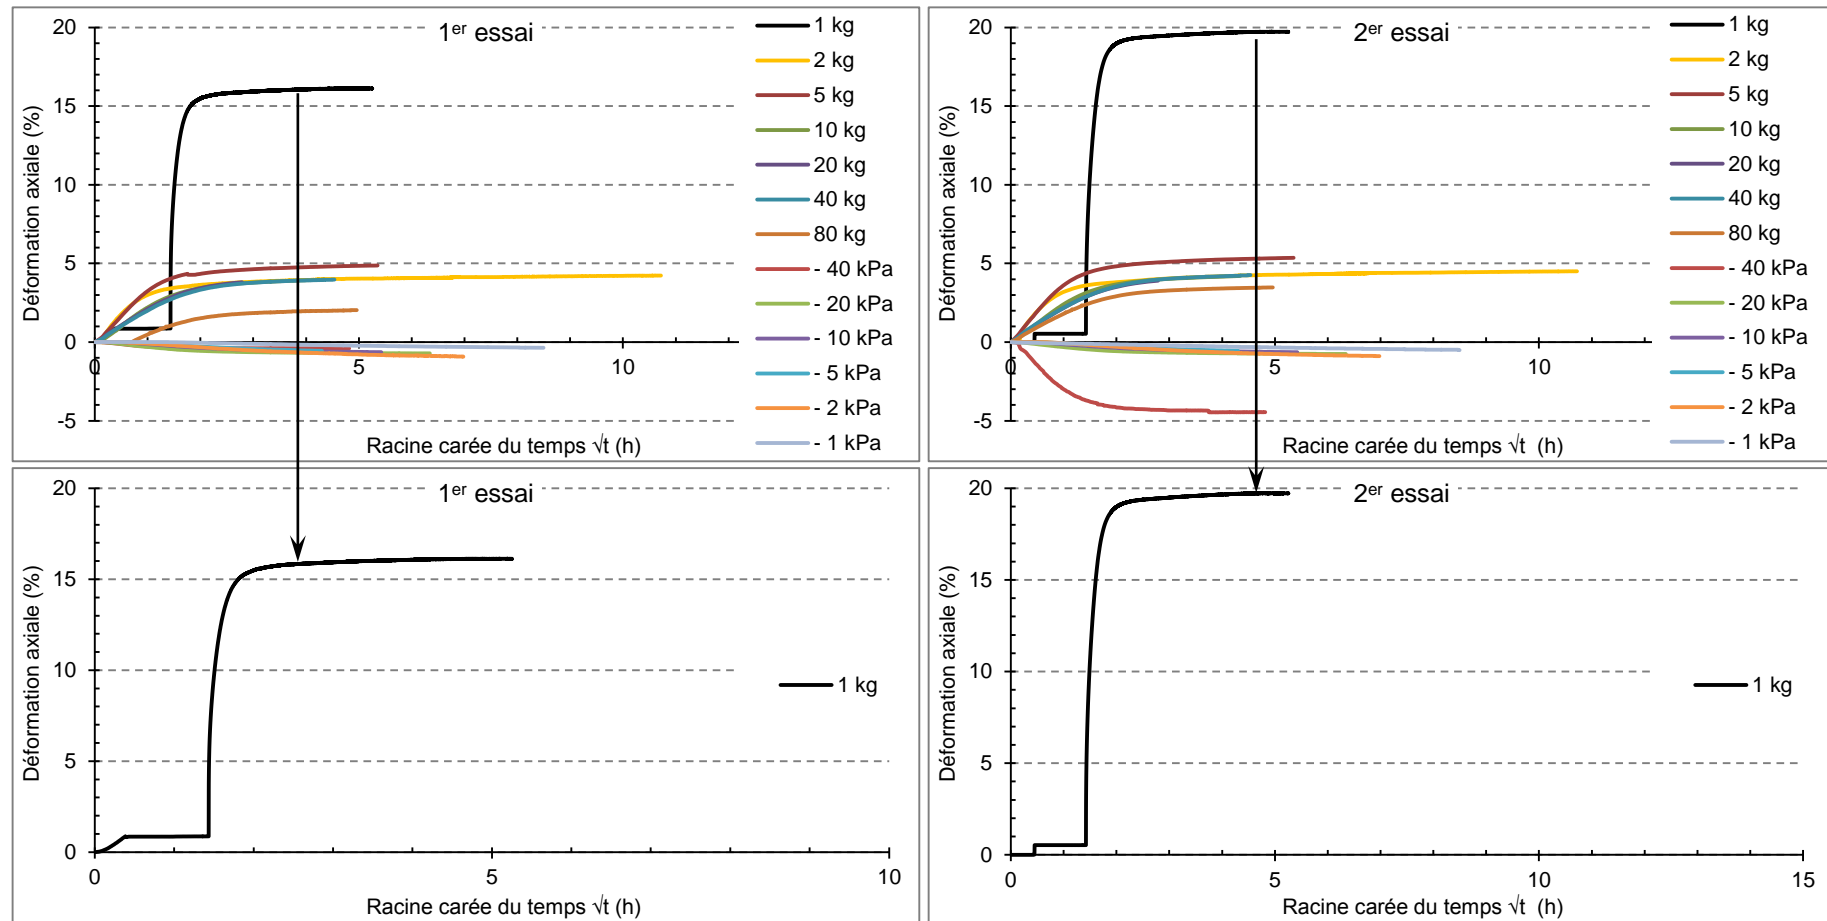 1er essai
Déformation axiale (%)
20
15
10
5
0
-5
0
5
10
Racine carée du temps √t (h)
1 kg
2 kg
5 kg
10 kg
20 kg
40 kg
80 kg
- 40 kPa
- 20 kPa
- 10 kPa
- 5 kPa
- 2 kPa
- 1 kPa
2er essai
Déformation axiale (%)
20
15
10
5
0
-5
0
5
10
Racine carée du temps √t (h)
1 kg
2 kg
5 kg
10 kg
20 kg
40 kg
80 kg
- 40 kPa
- 20 kPa
- 10 kPa
- 5 kPa
- 2 kPa
- 1 kPa
1er essai
Déformation axiale (%)
20
15
10
5
0
0
5
10
Racine carée du temps √t (h)
1 kg
2er essai
Déformation axiale (%)
20
15
10
5
0
0
5
10
15
Racine carée du temps √t (h)
1 kg